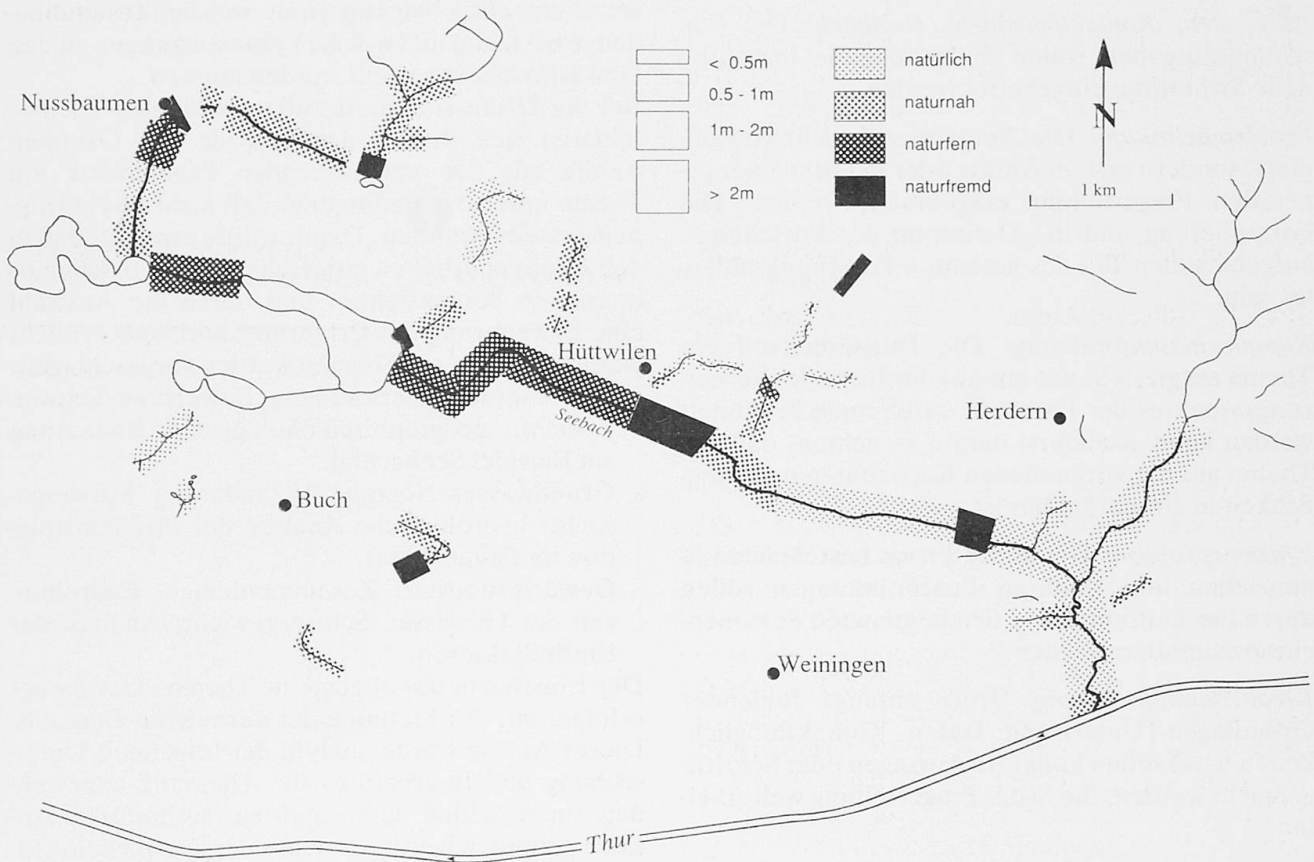 < 0.5m
0.5 - 1m
1m - 2m
> 2m
natürlich
naturnah
naturfern
naturfremd
N
1 km
Nussbaumen
Hüttwilen
Seebach
Herdern
Buch
Weiningen
Thur